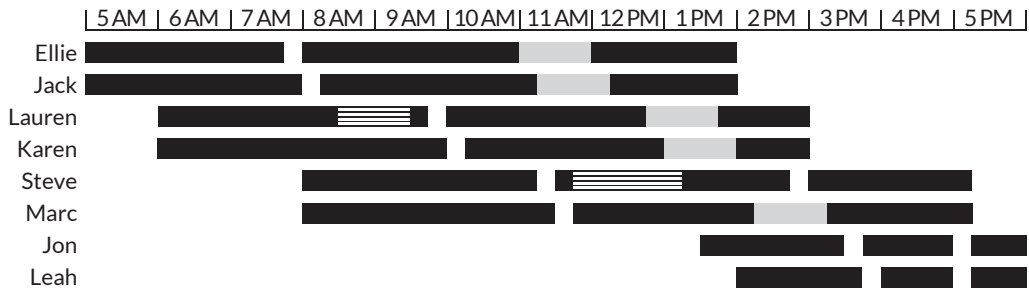 5 AM 6 AM 7 AM 8 AM 9 AM 10 AM 11 AM 12 PM 1 PM 2 PM 3 PM 4 PM 5 PM
Ellie
Jack
Lauren
Karen
Steve
Marc
Jon
Leah